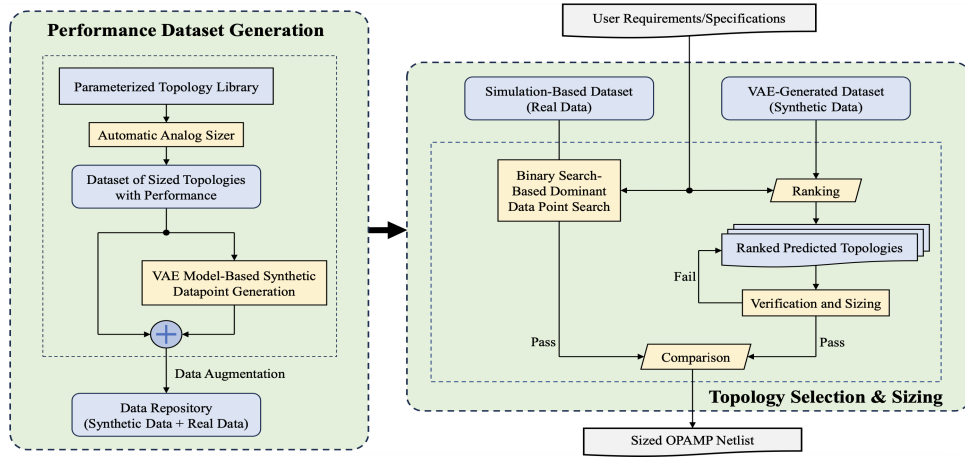 Performance Dataset Generation
Parameterized Topology Library
Automatic Analog Sizer
Dataset of Sized Topologies
with Performance
VAE Model-Based Synthetic
Datapoint Generation
Data Augmentation
Data Repository
(Synthetic Data + Real Data)
User Requirements/Specifications
Simulation-Based Dataset
(Real Data)
VAE-Generated Dataset
(Synthetic Data)
Binary Search-
Based Dominant
Data Point Search
Ranking
Ranked Predicted Topologies
Fail
Verification and Sizing
Pass
Pass
Comparison
Topology Selection & Sizing
Sized OPAMP Netlist